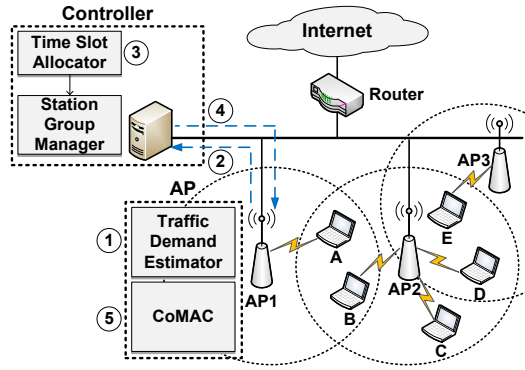 Controller
Time Slot
Allocator
3
Station
Group
Manager
4
2
Internet
Router
AP
1
Traffic
Demand
Estimator
5
CoMAC
AP1
A
B
AP2
C
D
E
AP3